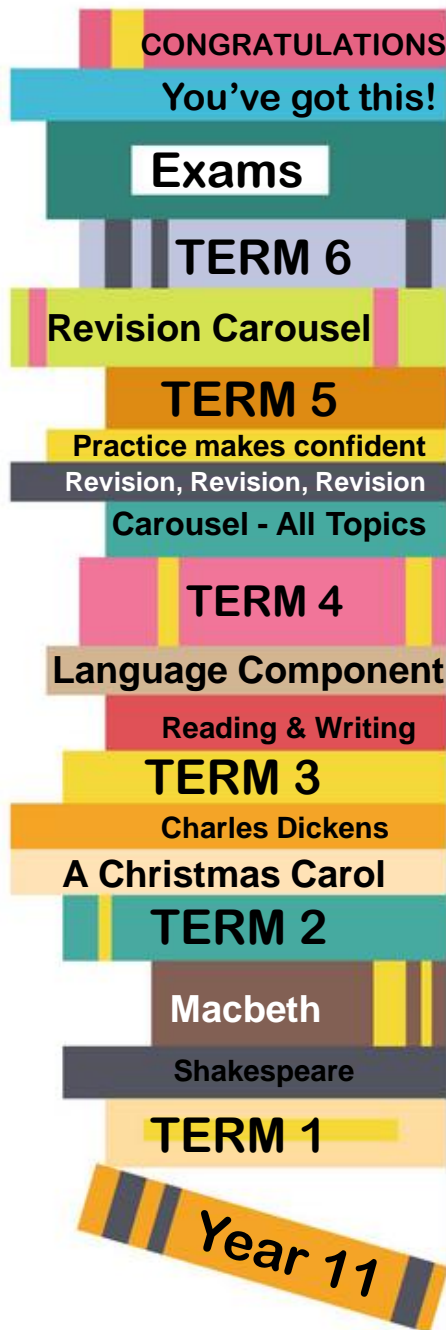 CONGRATULATIONS
You’ve got this!
Exams
TERM 6
Revision Carousel
TERM 5
Practice makes confident
Revision, Revision, Revision
Carousel - All Topics
TERM 4
Language Component
Reading & Writing
TERM 3
Charles Dickens
A Christmas Carol
TERM 2
Macbeth
Shakespeare
TERM 1
Year 11